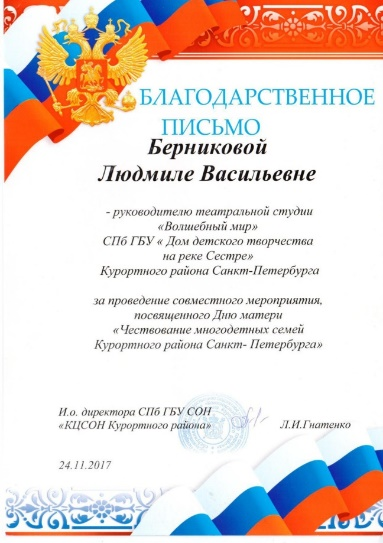 БЛАГОДАРСТВЕННОЕ
ПИСЬМО
Берниковой
Людмиле Васильевне
- руководителю театральной студии
«Волшебный мир»
СПб ГБУ « Дом детского творчества
на реке Сестре»
Курортного района Санкт-Петербурга
за проведение совместного мероприятия,
посвященного Дню матери
«Чествование многодетных семей
Курортного района Санкт- Петербурга»
И.о. директора СПб ГБУ СОН
«КЦСОН Курортного района»
Л.И.Гнатенко
24.11.2017